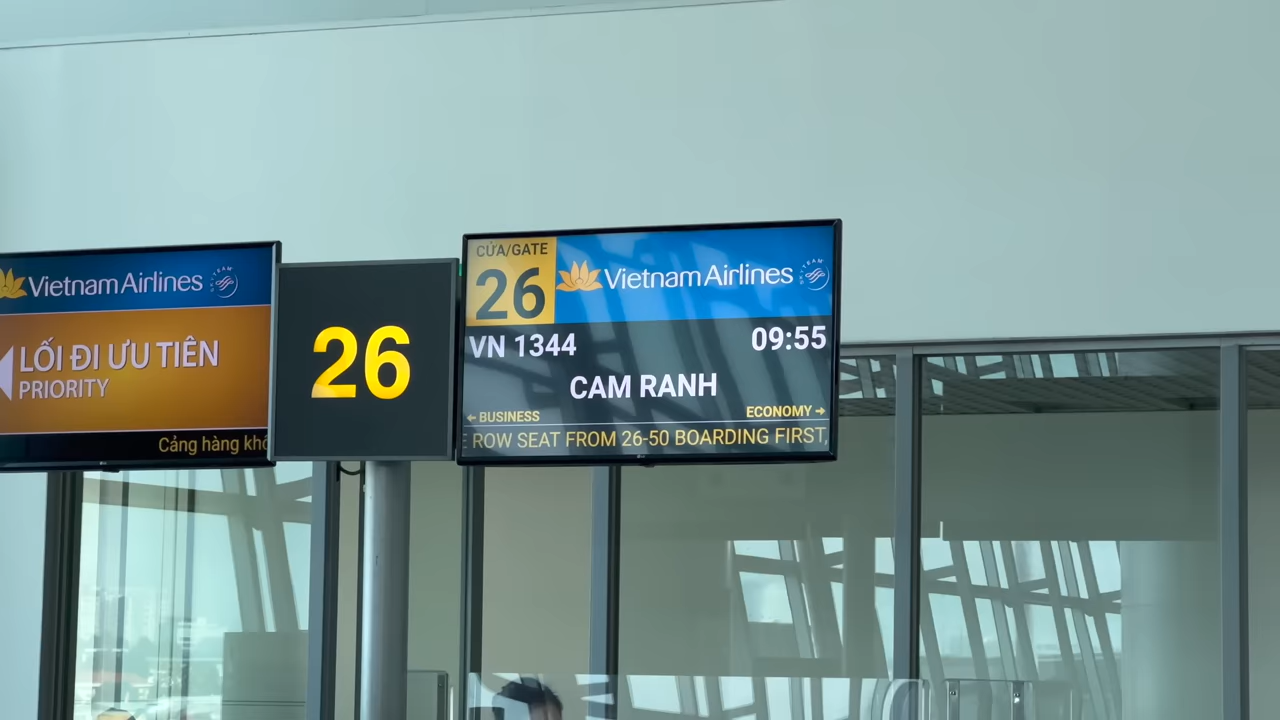 Vietnam Airlines
LỐI ĐI ƯU TIÊN
PRIORITY
Cảng hàng
26
CỬA/GATE
26
Vietnam Airlines
VN 1344
09:55
CAM RANH
BUSINESS
ECONOMY
ROW SEAT FROM 26-50 BOARDING FIRST,